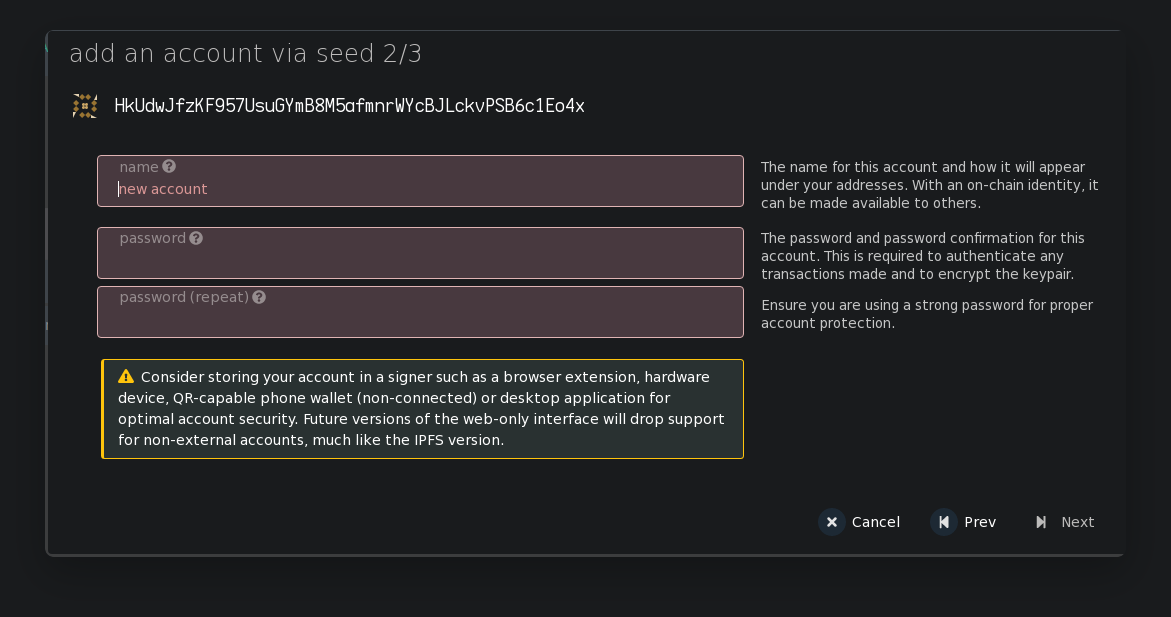 add an account via seed 2/3
HkUdwJfzKF957UsuGYmB8M5afmnrWYcBJLckvPSB6c1Eo4x
name
new account
The name for this account and how it will appear
under your addresses. With an on-chain identity, it
can be made available to others.
password
password (repeat)
The password and password confirmation for this
account. This is required to authenticate any
transactions made and to encrypt the keypair.
Ensure you are using a strong password for proper
account protection.
Consider storing your account in a signer such as a browser extension, hardware
device, QR-capable phone wallet (non-connected) or desktop application for
optimal account security. Future versions of the web-only interface will drop support
for non-external accounts, much like the IPFS version.
Cancel
Prev
Next